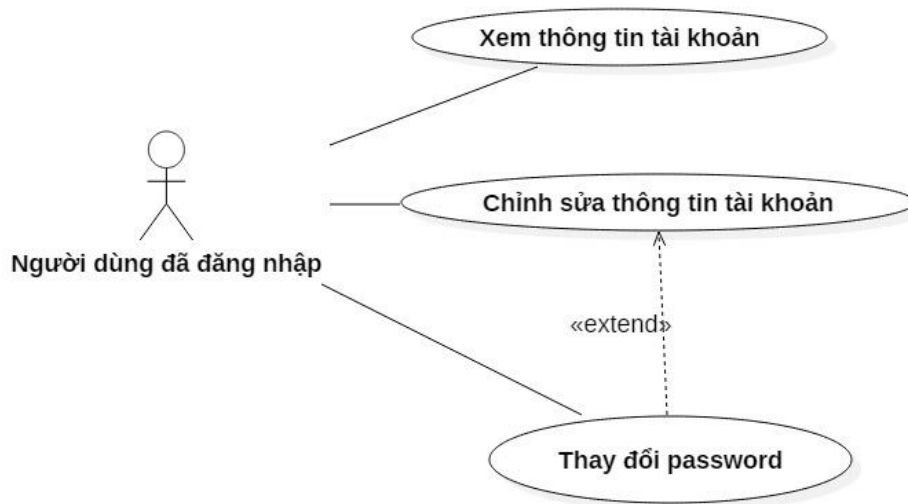 Xem thông tin tài khoản
Chỉnh sửa thông tin tài khoản
Người dùng đã đăng nhập
«extend»
Thay đổi password